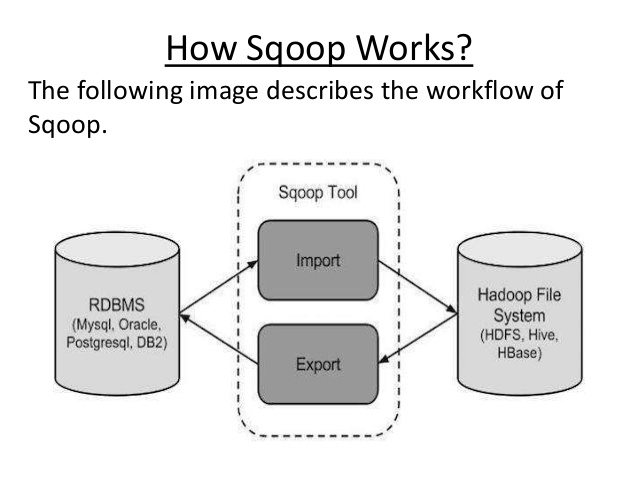 How Sqoop Works?
The following image describes the workflow of
Sqoop.
Sqoop Tool
Import
RDBMS
(Mysql, Oracle,
Postgresql, DB2)
Hadoop File
System
(HDFS, Hive,
HBase)
Export